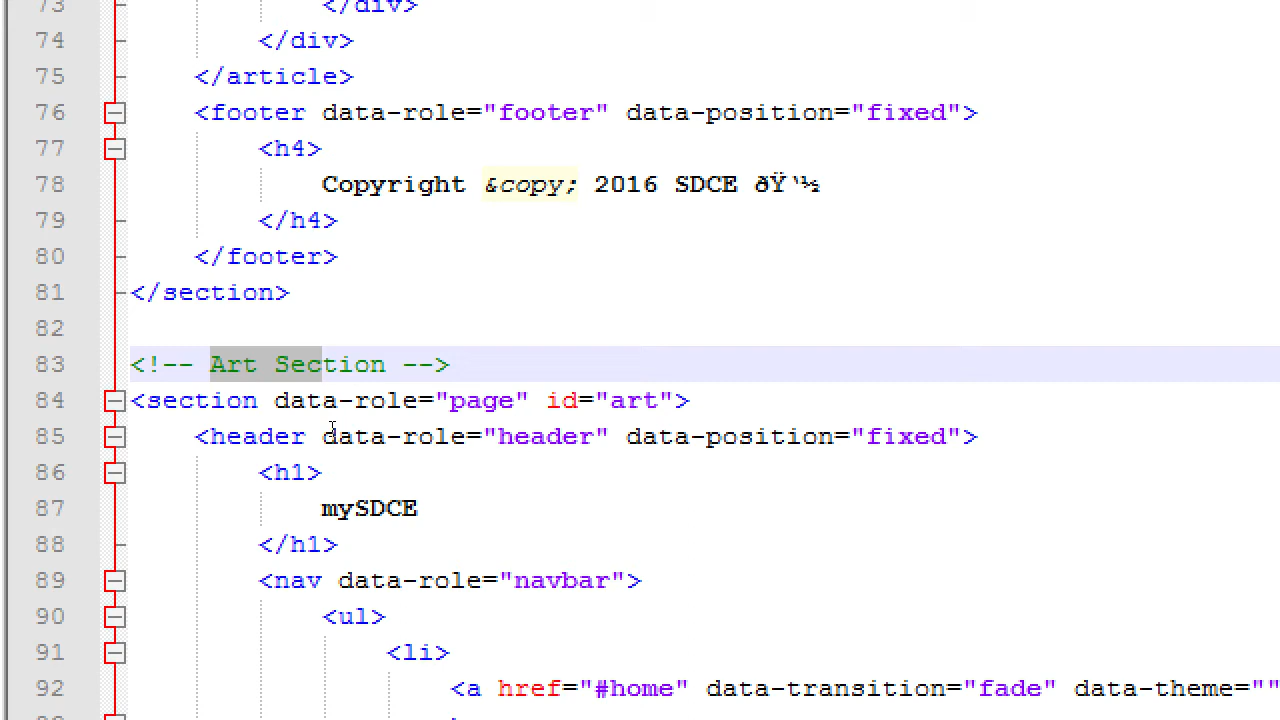 73 </div>
74 </div>
75 </article>
76 <footer data-role="footer" data-position="fixed">
77 <h4>
78 Copyright &copy; 2016 SDCE ðŸ‘½
79 </h4>
80 </footer>
81 </section>
82
83 <!-- Art Section -->
84 <section data-role="page" id="art">
85 <header data-role="header" data-position="fixed">
86 <h1>
87 mySDCE
88 </h1>
89 <nav data-role="navbar">
90 <ul>
91 <li>
92 <a href="#home" data-transition="fade" data-theme=""